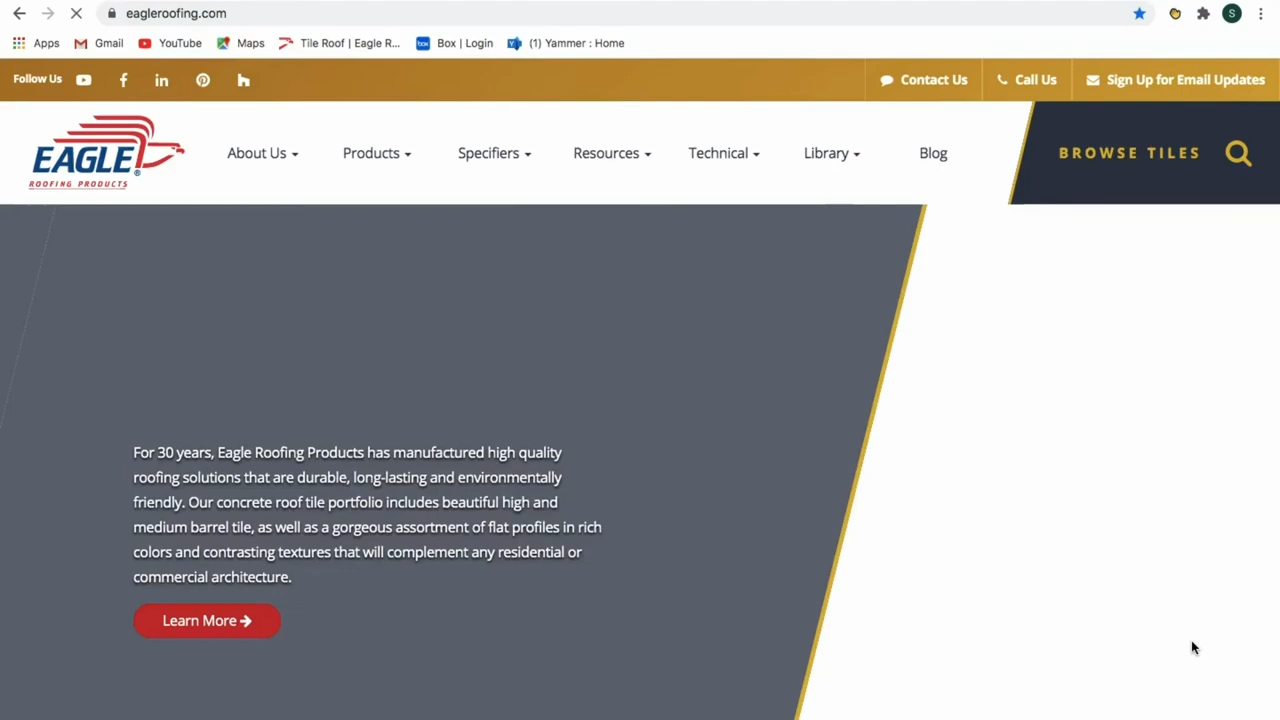 eagleroofing.com
S
Apps Gmail YouTube Maps Tile Roof | Eagle R... box Box | Login (1) Yammer : Home
Follow Us Contact Us Call Us Sign Up for Email Updates
EAGLE®
ROOFING PRODUCTS
About Us Products Specifiers Resources Technical Library Blog BROWSE TILES
For 30 years, Eagle Roofing Products has manufactured high quality
roofing solutions that are durable, long-lasting and environmentally
friendly. Our concrete roof tile portfolio includes beautiful high and
medium barrel tile, as well as a gorgeous assortment of flat profiles in rich
colors and contrasting textures that will complement any residential or
commercial architecture.
Learn More